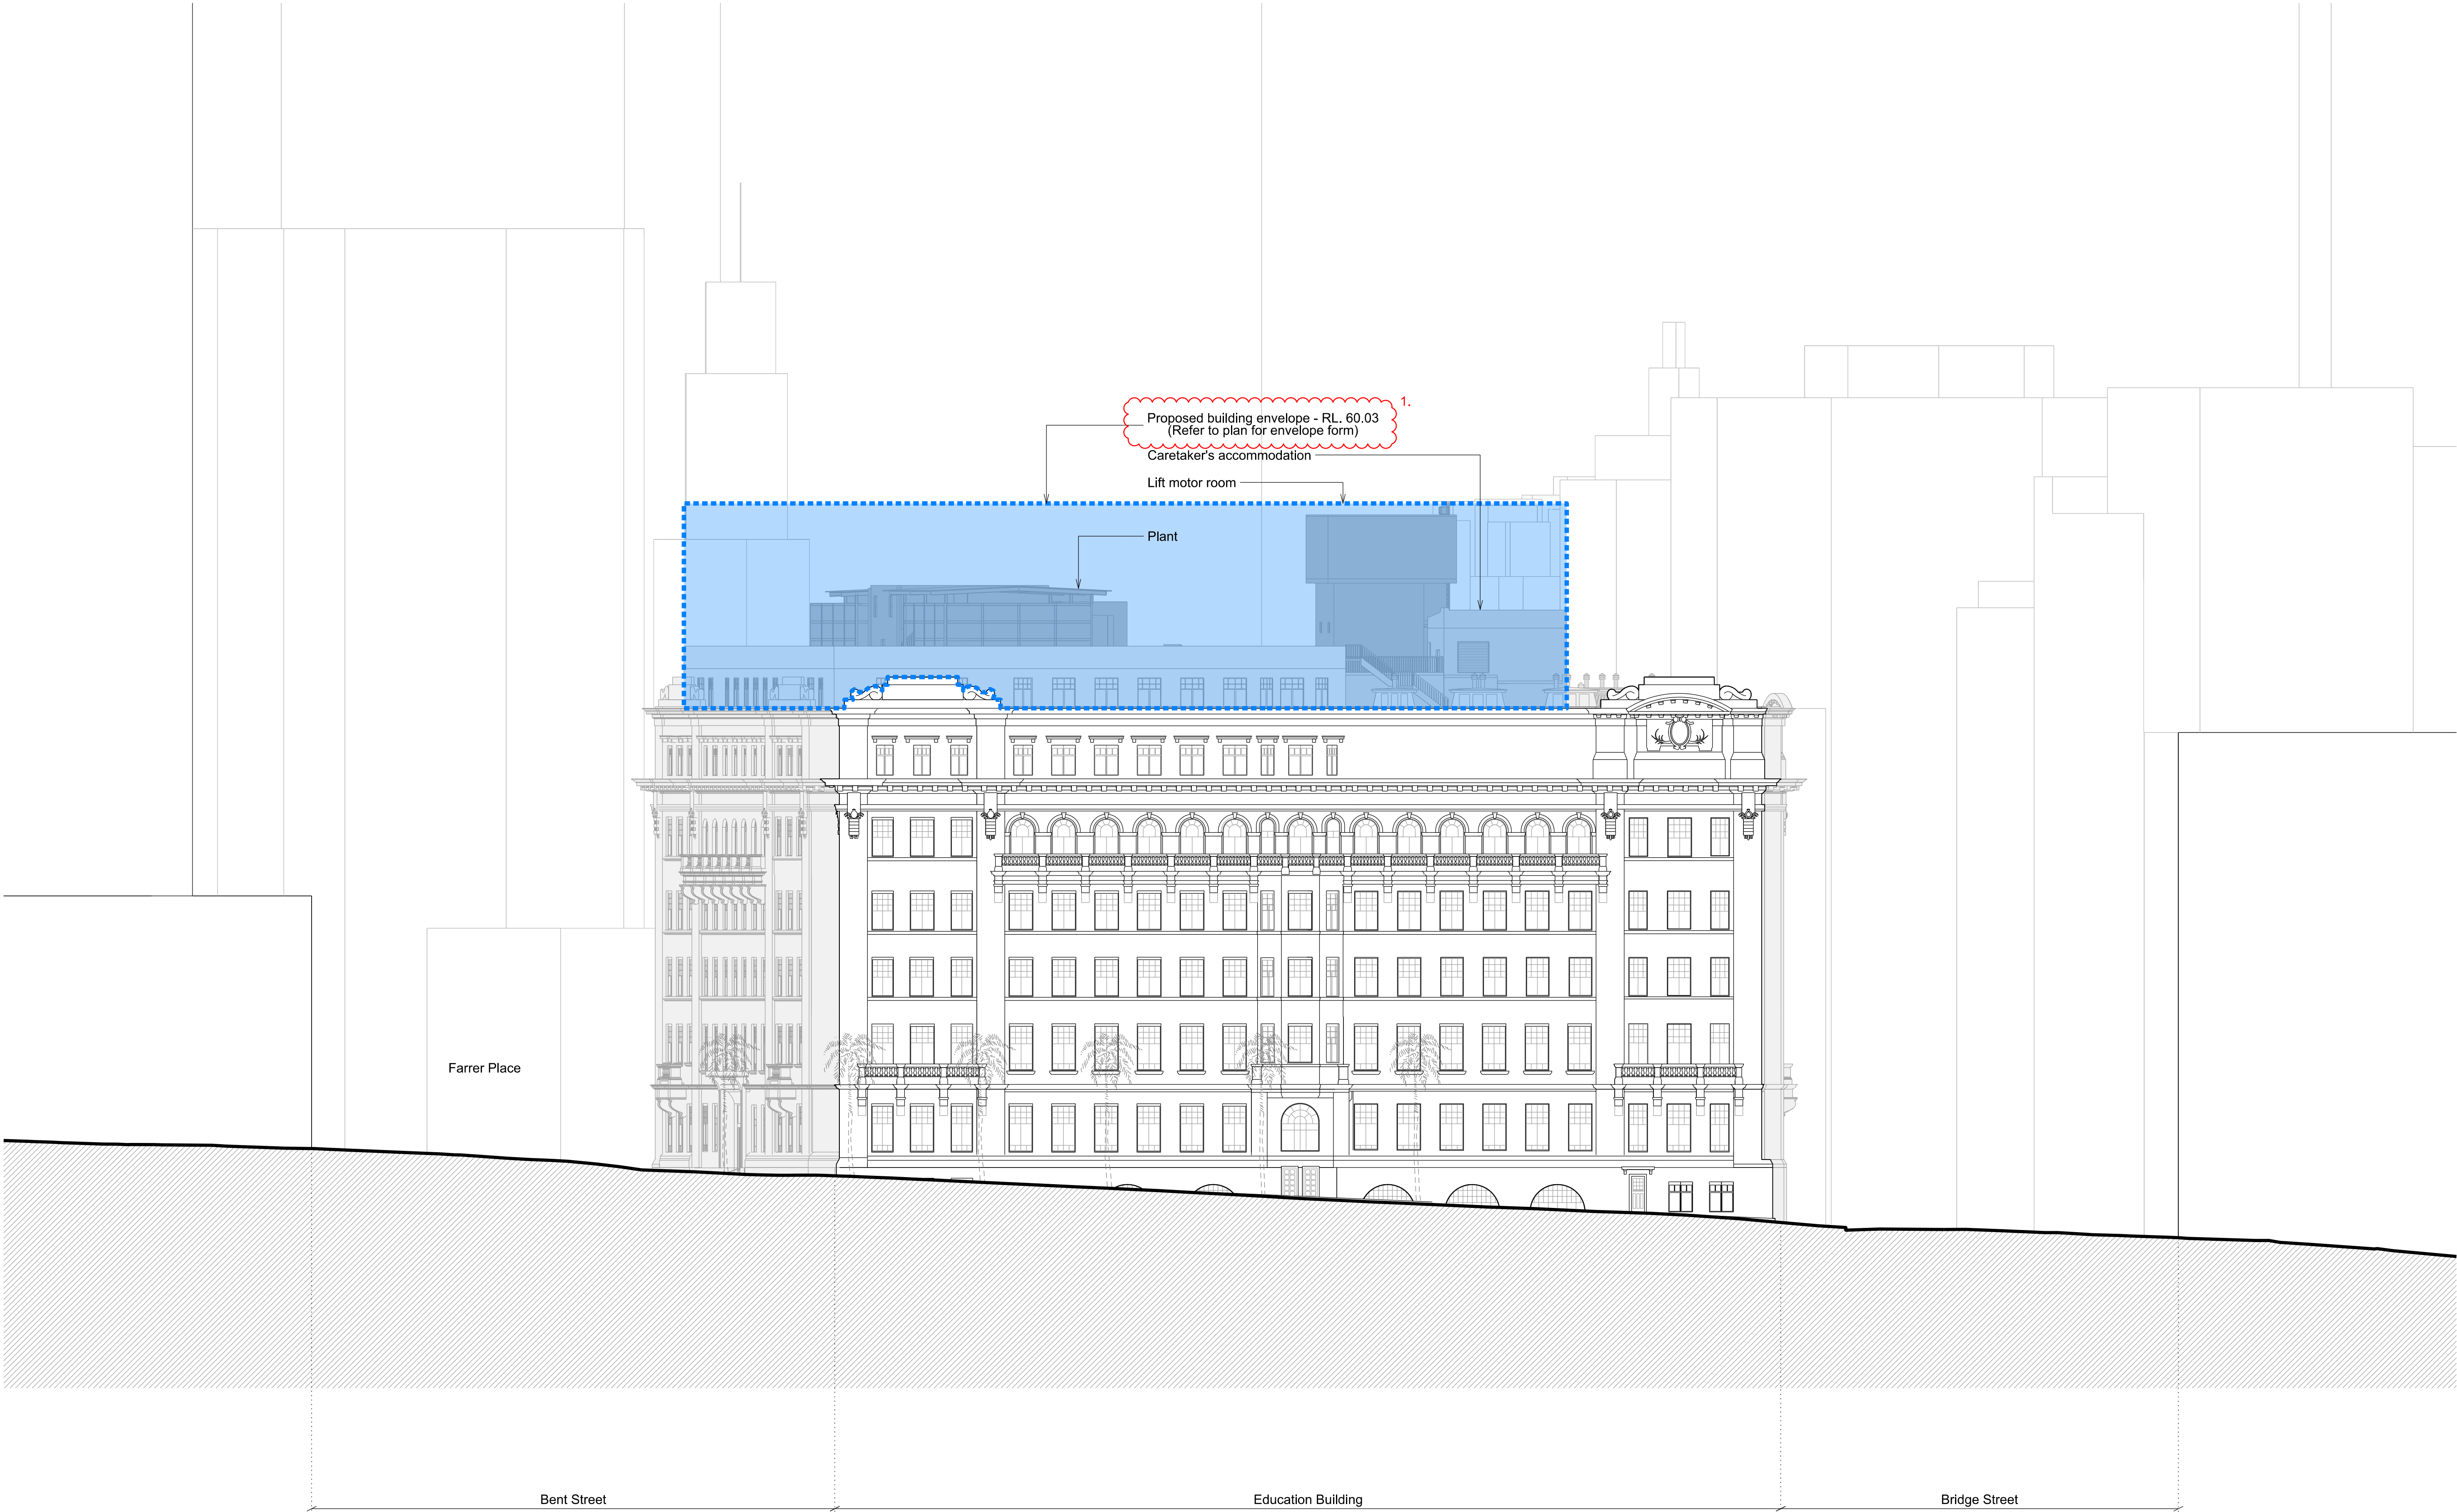 1.
Proposed building envelope - RL. 60.03
(Refer to plan for envelope form)
Caretaker's accommodation
Lift motor room
Plant
Farrer Place
Bent Street
Education Building
Bridge Street